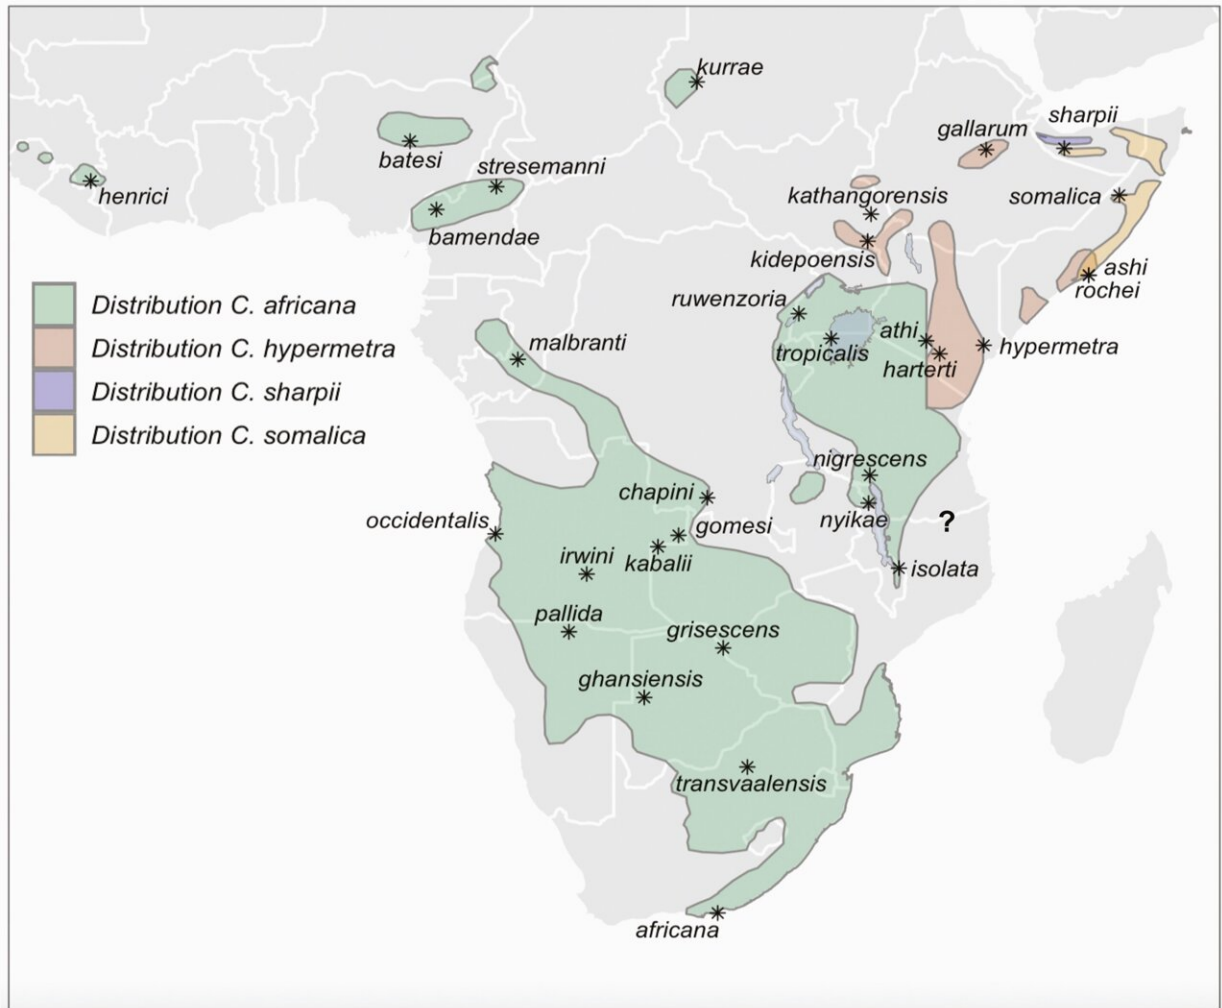 kurrae
sharpii
gallarum
batesi
stresemanni
henrici
kathangorensis
somalica
bamendae
kidepoensis
ashi
rochei
ruwenzoria
Distribution C. africana
athi
malbranti
Distribution C. hypermetra
tropicalis
hypermetra
harterti
Distribution C. sharpii
Distribution C. somalica
nigrescens
chapini
occidentalis
gomesi
nyikae
?
irwini
kabalii
isolata
pallida
grisescens
ghansiensis
transvaalensis
africana